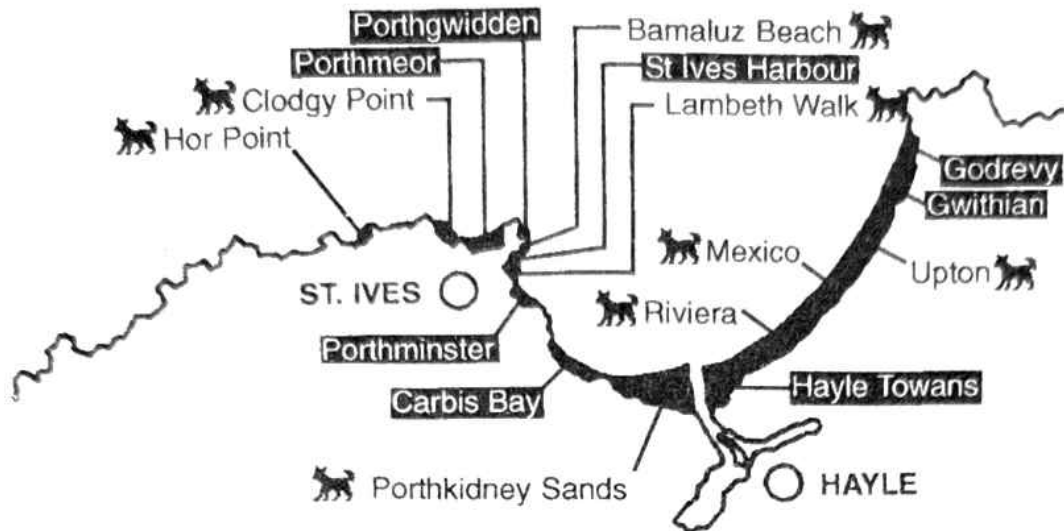 Porthgwidden
Bamaluz Beach
Porthmeor
St Ives Harbour
Clodgy Point
Lambeth Walk
Hor Point
Godrevy
Gwithian
Mexico
Upton
ST. IVES
Riviera
Porthminster
Carbis Bay
Hayle Towans
Porthkidney Sands
HAYLE